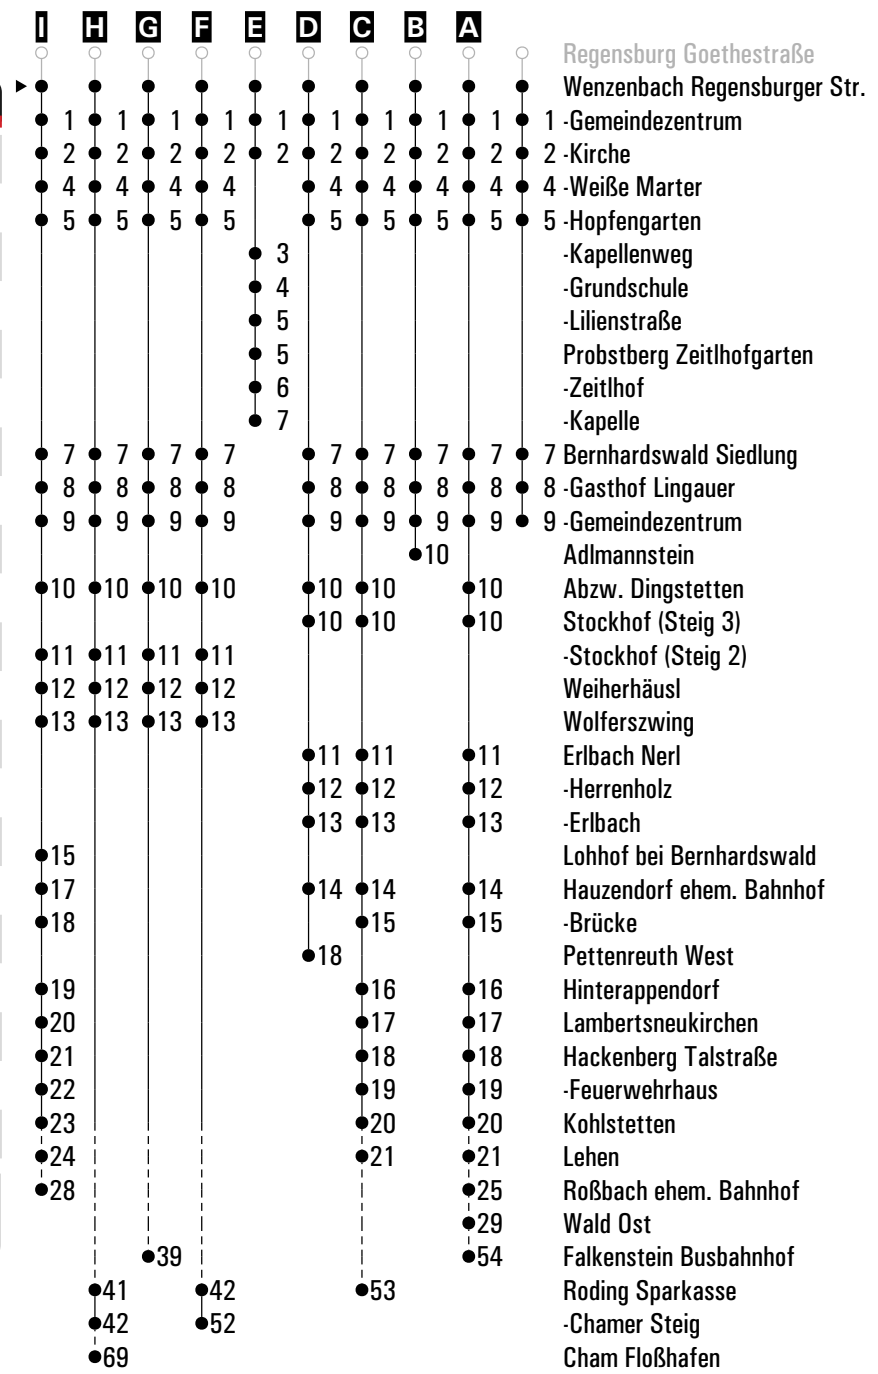 I H G F E D C B A
Regensburg Goethestraße
Wenzenbach Regensburger Str.
1 1 1 1 1 1 1 1 1 1 -Gemeindezentrum
2 2 2 2 2 2 2 2 2 2 -Kirche
4 4 4 4 4 4 4 4 4 -Weiße Marter
5 5 5 5 5 5 5 5 5 -Hopfengarten
3 -Kapellenweg
4 -Grundschule
5 -Lilienstraße
5 Probstberg Zeitlhofgarten
6 -Zeitlhof
7 -Kapelle
7 7 7 7 7 7 7 7 7 Bernhardswald Siedlung
8 8 8 8 8 8 8 8 8 -Gasthof Lingauer
9 9 9 9 9 9 9 9 9 -Gemeindezentrum
10 Adlmannstein
10 10 10 10 10 10 10 Abzw. Dingstetten
10 10 10 Stockhof (Steig 3)
11 11 11 11 -Stockhof (Steig 2)
12 12 12 12 Weiherhäusl
13 13 13 13 Wolferszwing
11 11 11 Erlbach Nerl
12 12 12 -Herrenholz
13 13 13 -Erlbach
15 Lohhof bei Bernhardswald
17 14 14 14 Hauzendorf ehem. Bahnhof
18 15 15 -Brücke
18 Pettenreuth West
19 16 16 Hinterappendorf
20 17 17 Lambertsneukirchen
21 18 18 Hackenberg Talstraße
22 19 19 -Feuerwehrhaus
23 20 20 Kohlstetten
24 21 21 Lehen
28 25 Roßbach ehem. Bahnhof
29 Wald Ost
39 54 Falkenstein Busbahnhof
41 42 53 Roding Sparkasse
42 52 -Chamer Steig
69 Cham Floßhafen